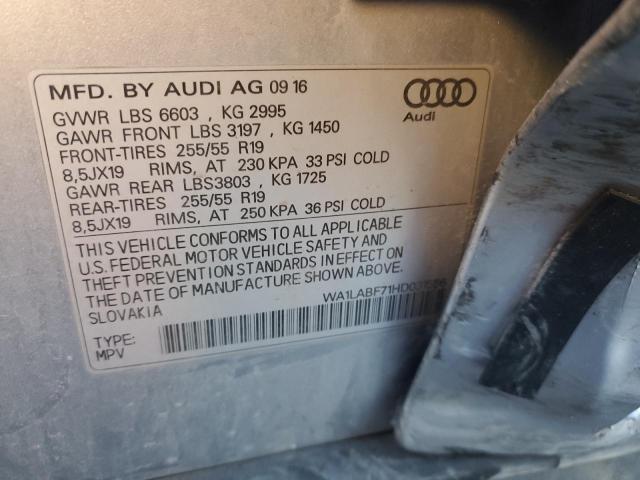 MFD. BY AUDI AG 09 16
GVWR LBS 6603 , KG 2995
GAWR FRONT LBS 3197 , KG 1450
FRONT-TIRES 255/55 R19
8,5JX19 RIMS, AT 230 KPA 33 PSI COLD
GAWR REAR LBS3803 , KG 1725
REAR-TIRES 255/55 R19
8,5JX19 RIMS, AT 250 KPA 36 PSI COLD
THIS VEHICLE CONFORMS TO ALL APPLICABLE
U.S. FEDERAL MOTOR VEHICLE SAFETY AND
THEFT PREVENTION STANDARDS IN EFFECT ON
THE DATE OF MANUFACTURE SHOWN ABOVE.
SLOVAKIA
TYPE:
MPV
Audi